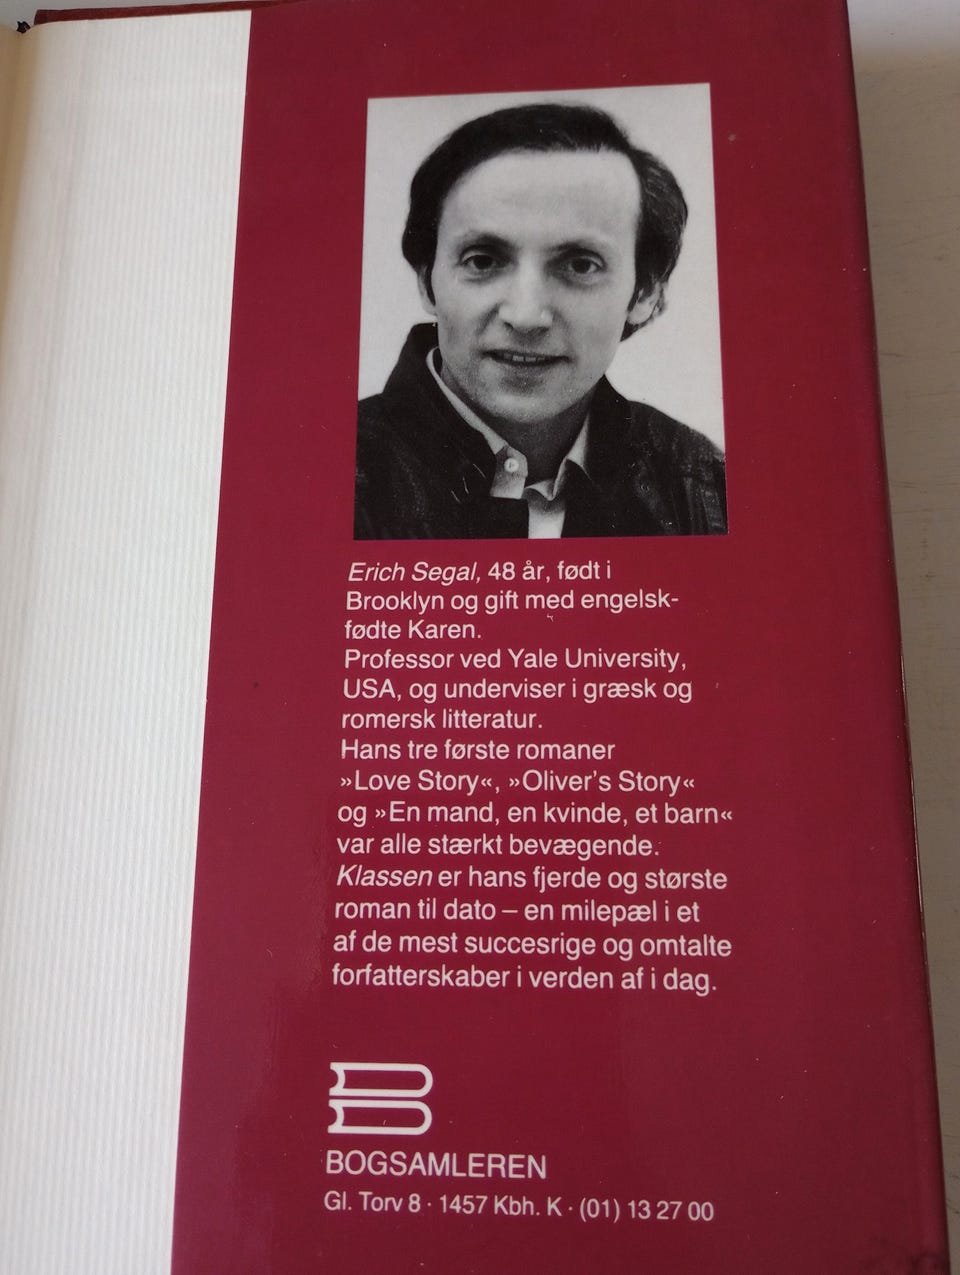 Erich Segal, 48 år, født i
Brooklyn og gift med engelsk-
fødte Karen.
Professor ved Yale University,
USA, og underviser i græsk og
romersk litteratur.
Hans tre første romaner
»Love Story«, »Oliver's Story«
og »En mand, en kvinde, et barn«
var alle stærkt bevægende.
Klassen er hans fjerde og største
roman til dato – en milepæl i et
af de mest succesrige og omtalte
forfatterskaber i verden af i dag.
BOGSAMLEREN
Gl. Torv 8 · 1457 Kbh. K · (01) 13 27 00